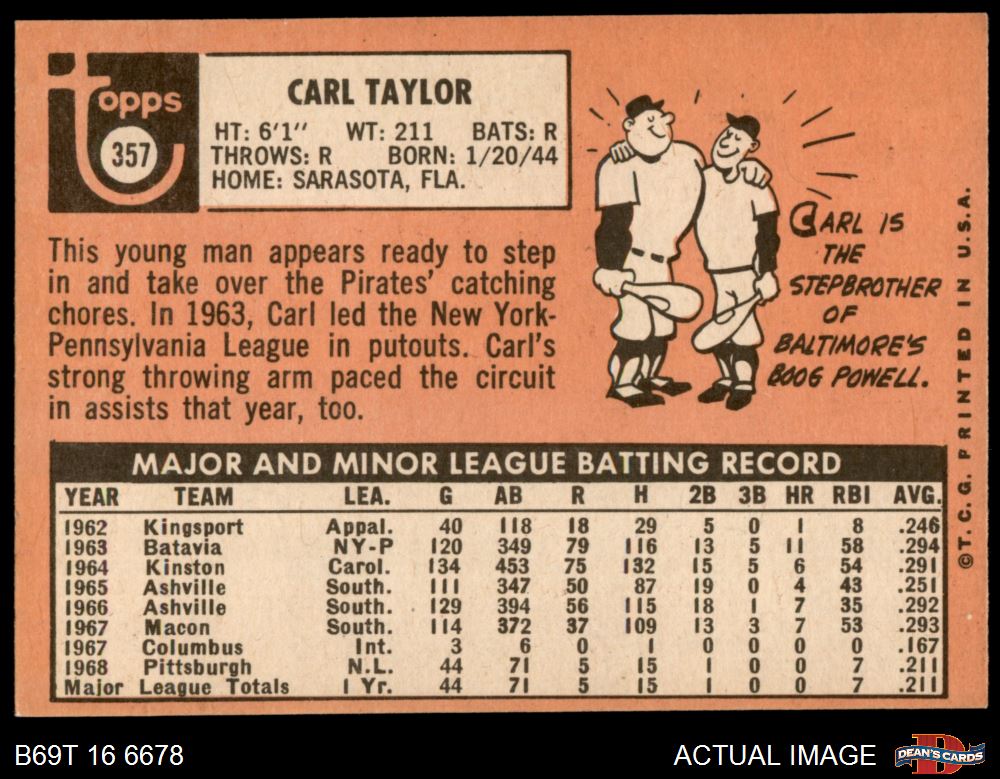 topps
357
CARL TAYLOR
HT: 6'1" WT: 211 BATS: R
THROWS: R BORN: 1/20/44
HOME: SARASOTA, FLA.
This young man appears ready to step
in and take over the Pirates' catching
chores. In 1963, Carl led the New York-
Pennsylvania League in putouts. Carl's
strong throwing arm paced the circuit
in assists that year, too.
CARL IS
THE
STEPBROTHER
OF
BALTIMORE'S
BOOG POWELL.
MAJOR AND MINOR LEAGUE BATTING RECORD
YEAR TEAM LEA. G AB R H 2B 3B HR RBI AVG.
1962 Kingsport Appal. 40 118 18 29 5 0 1 8 .246
1963 Batavia NY-P 120 349 79 116 13 5 11 58 .294
1964 Kinston Carol. 134 453 75 132 15 5 6 54 .291
1965 Ashville South. 111 347 50 87 19 0 4 43 .251
1966 Ashville South. 129 394 56 115 18 1 7 35 .292
1967 Macon South. 114 372 37 109 13 3 7 53 .293
1967 Columbus Int. 3 6 0 1 0 0 0 0 .167
1968 Pittsburgh N.L. 44 71 5 15 1 0 0 7 .211
Major League Totals 1 Yr. 44 71 5 15 1 0 0 7 .211
©T.C.G. PRINTED IN U.S.A.
B69T 16 6678
ACTUAL IMAGE
DEAN'S CARDS